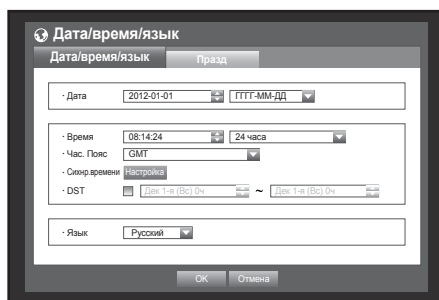 Дата/время/язык
Дата/время/язык Празд
· Дата 2012-01-01 ГГГГ-ММ-ДД
· Время 08:14:24 24 часа
· Час. Пояс GMT
· Сихнр.времени Настройка
· DST Дек 1-я (Вс) 0ч ~ Дек 1-я (Вс) 0ч
· Язык Русский
OK Отмена